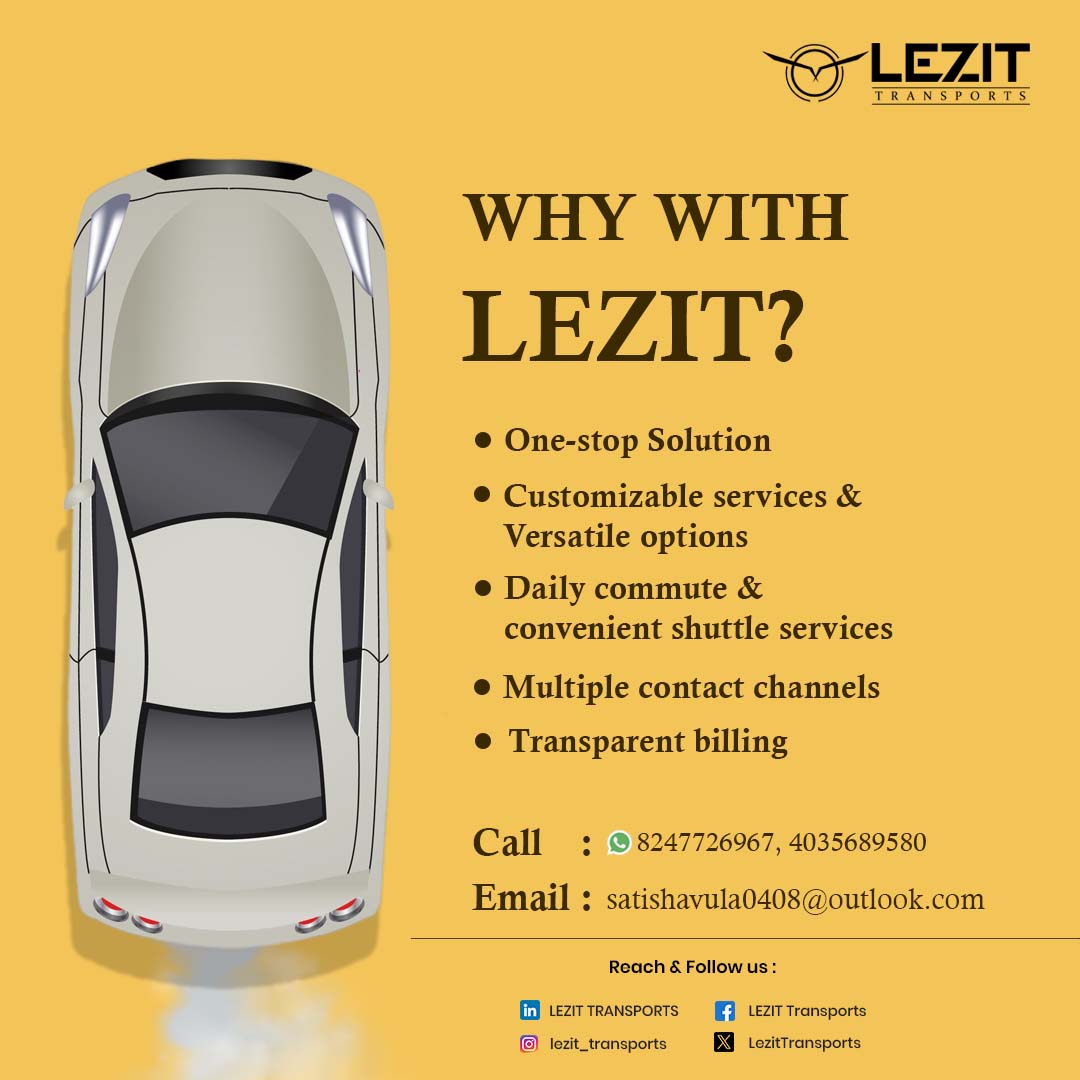 LEZIT
TRANSPORTS
WHY WITH
LEZIT?
• One-stop Solution
• Customizable services &
Versatile options
• Daily commute &
convenient shuttle services
• Multiple contact channels
• Transparent billing
Call : 8247726967, 4035689580
Email : satishavula0408@outlook.com
Reach & Follow us :
in LEZIT TRANSPORTS
f LEZIT Transports
lezit_transports
X LezitTransports